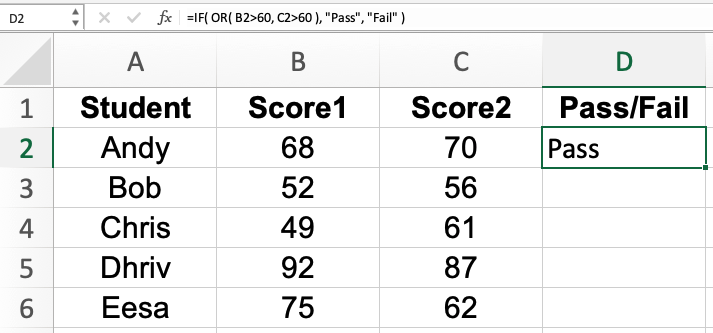 D2 fx =IF( OR( B2>60, C2>60 ), "Pass", "Fail" )
A B C D
1 Student Score1 Score2 Pass/Fail
2 Andy 68 70 Pass
3 Bob 52 56
4 Chris 49 61
5 Dhriv 92 87
6 Eesa 75 62